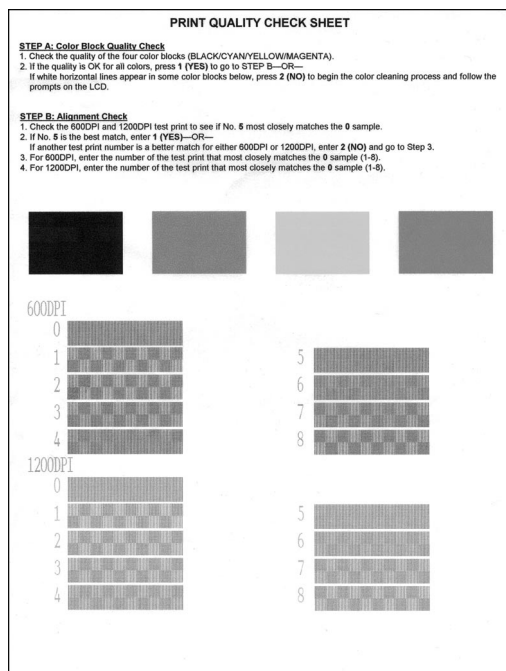 PRINT QUALITY CHECK SHEET
STEP A: Color Block Quality Check
1. Check the quality of the four color blocks (BLACK/CYAN/YELLOW/MAGENTA).
2. If the quality is OK for all colors, press 1 (YES) to go to STEP B—OR—
If white horizontal lines appear in some color blocks below, press 2 (NO) to begin the color cleaning process and follow the
prompts on the LCD.
STEP B: Alignment Check
1. Check the 600DPI and 1200DPI test print to see if No. 5 most closely matches the 0 sample.
2. If No. 5 is the best match, enter 1 (YES)—OR—
If another test print number is a better match for either 600DPI or 1200DPI, enter 2 (NO) and go to Step 3.
3. For 600DPI, enter the number of the test print that most closely matches the 0 sample (1-8).
4. For 1200DPI, enter the number of the test print that most closely matches the 0 sample (1-8).
600DPI
0
1
2
3
4
5
6
7
8
1200DPI
0
1
2
3
4
5
6
7
8